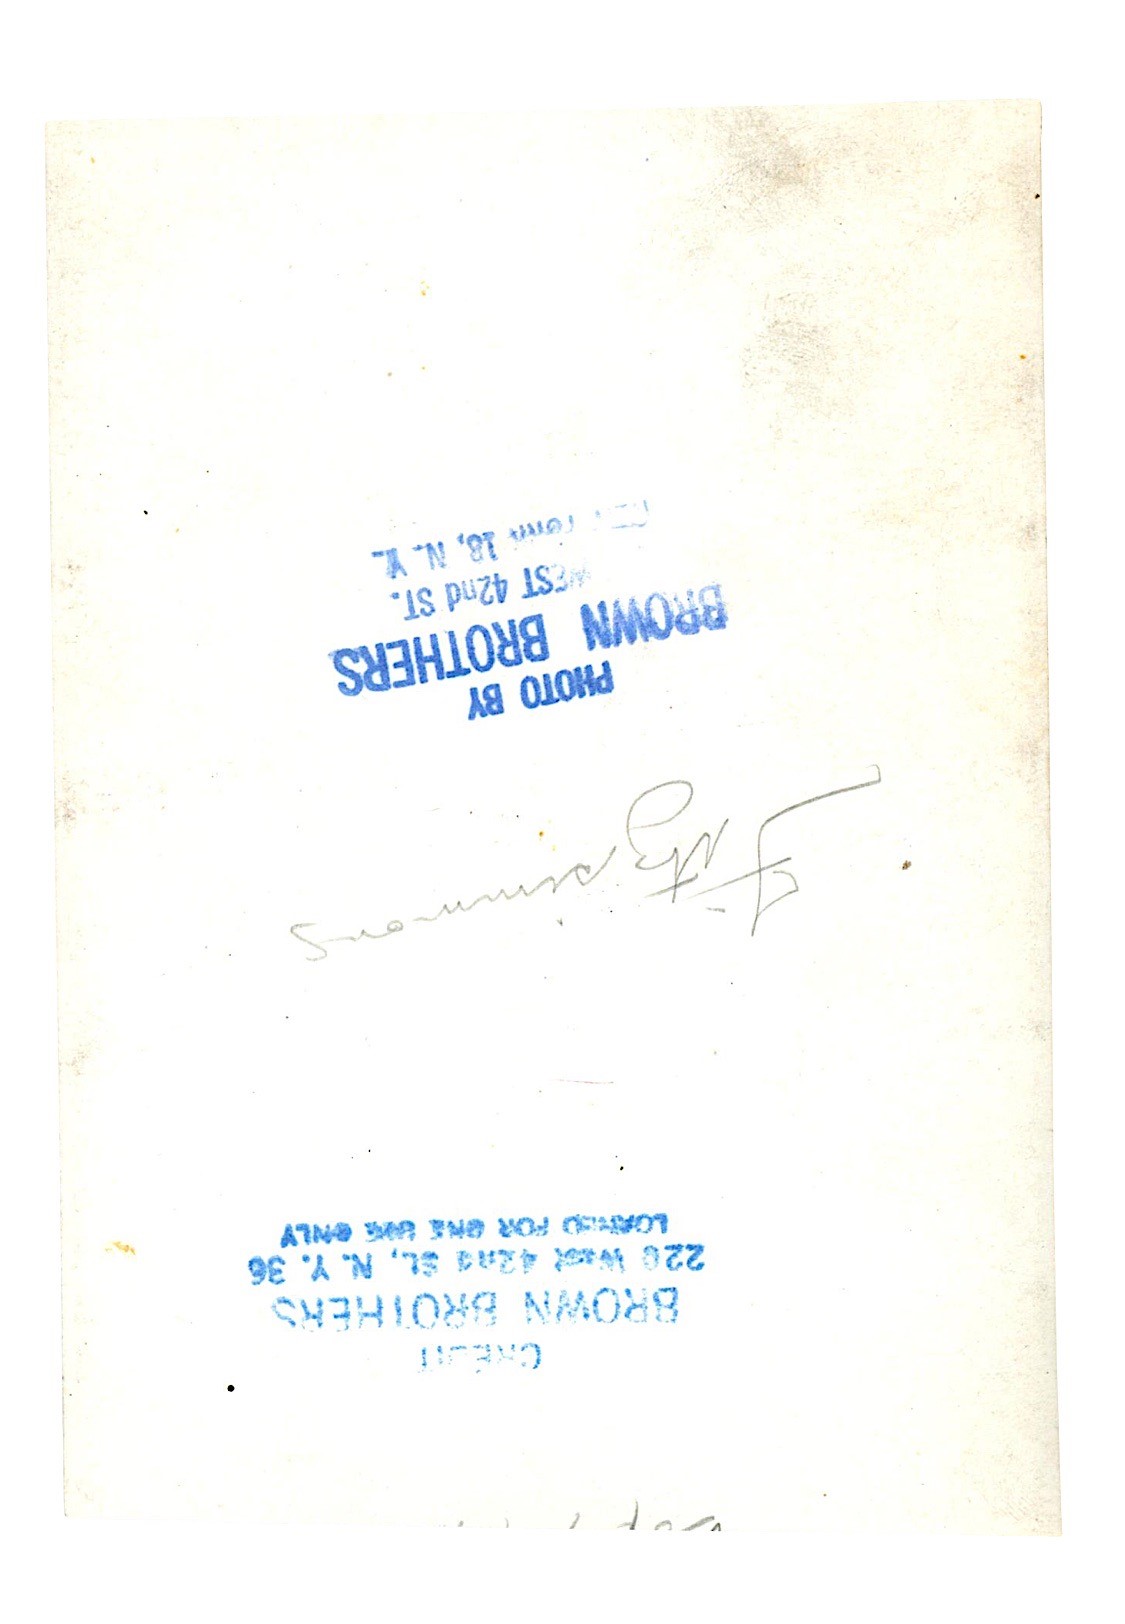 CREDIT
BROWN BROTHERS
220 West 42nd St., N. Y. 36
LOANED FOR ONE USE ONLY
Fitzsimmons
PHOTO BY
BROWN BROTHERS
WEST 42nd ST.
18, N. Y.